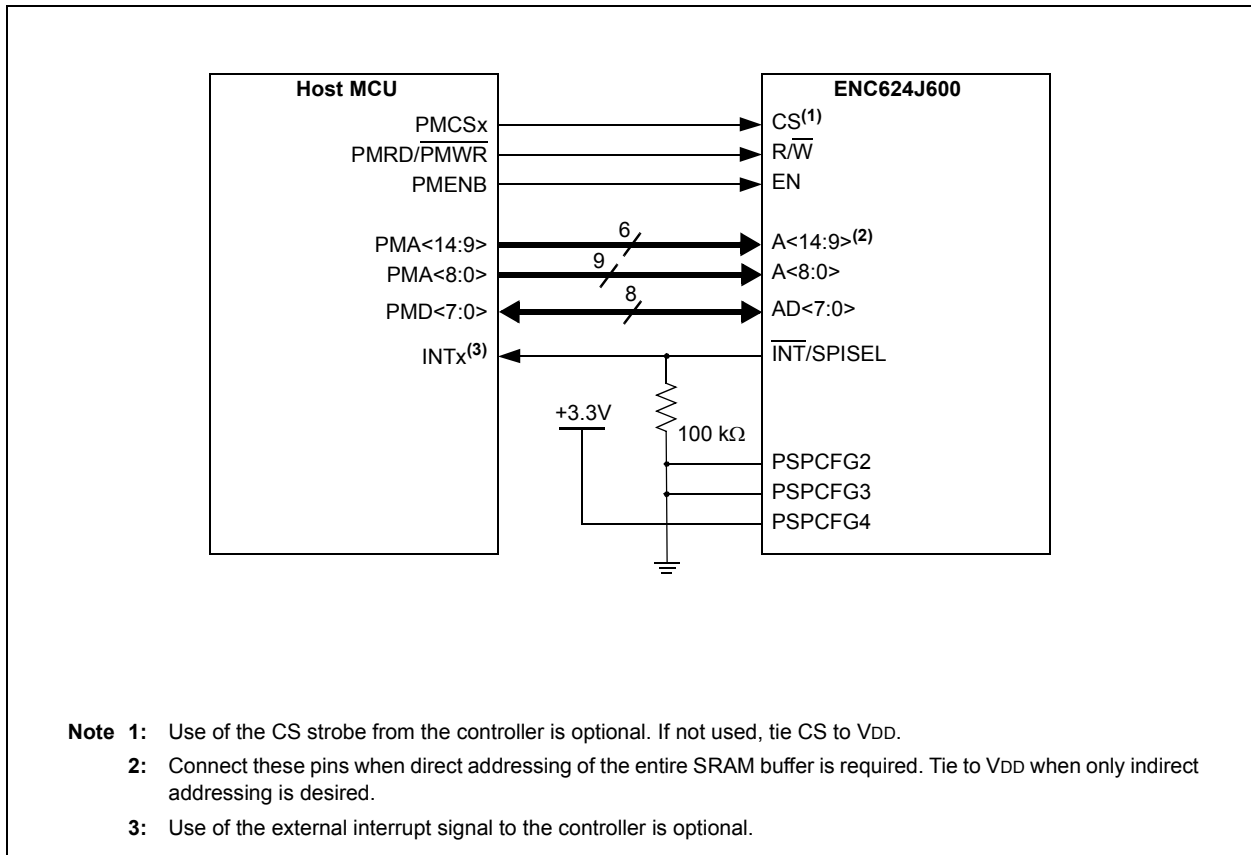 Host MCU
ENC624J600
PMCSx
CS(1)
PMRD/PMWR
R/W
PMENB
EN
PMA<14:9>
6
A<14:9>(2)
PMA<8:0>
9
A<8:0>
PMD<7:0>
8
AD<7:0>
INTx(3)
INT/SPISEL
+3.3V
100 kΩ
PSPCFG2
PSPCFG3
PSPCFG4
Note 1: Use of the CS strobe from the controller is optional. If not used, tie CS to VDD.
2: Connect these pins when direct addressing of the entire SRAM buffer is required. Tie to VDD when only indirect
addressing is desired.
3: Use of the external interrupt signal to the controller is optional.